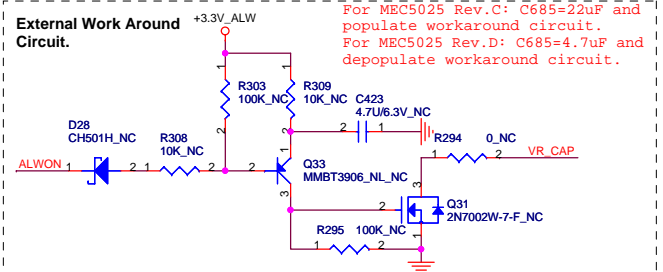 External Work Around
Circuit.
+3.3V_ALW
For MEC5025 Rev.C: C685=22uF and
populate workaround circuit.
For MEC5025 Rev.D: C685=4.7uF and
depopulate workaround circuit.
1
R303
100K_NC
2
1
R309
10K_NC
2
C423
4.7U/6.3V_NC
2
1
D28
CH501H_NC
ALWON
1
2
R308
10K_NC
1
2
2
1
Q33
MMBT3906_NL_NC
3
R294
0_NC
1
2
VR_CAP
3
2
Q31
2N7002W-7-F_NC
1
R295
100K_NC
1
2